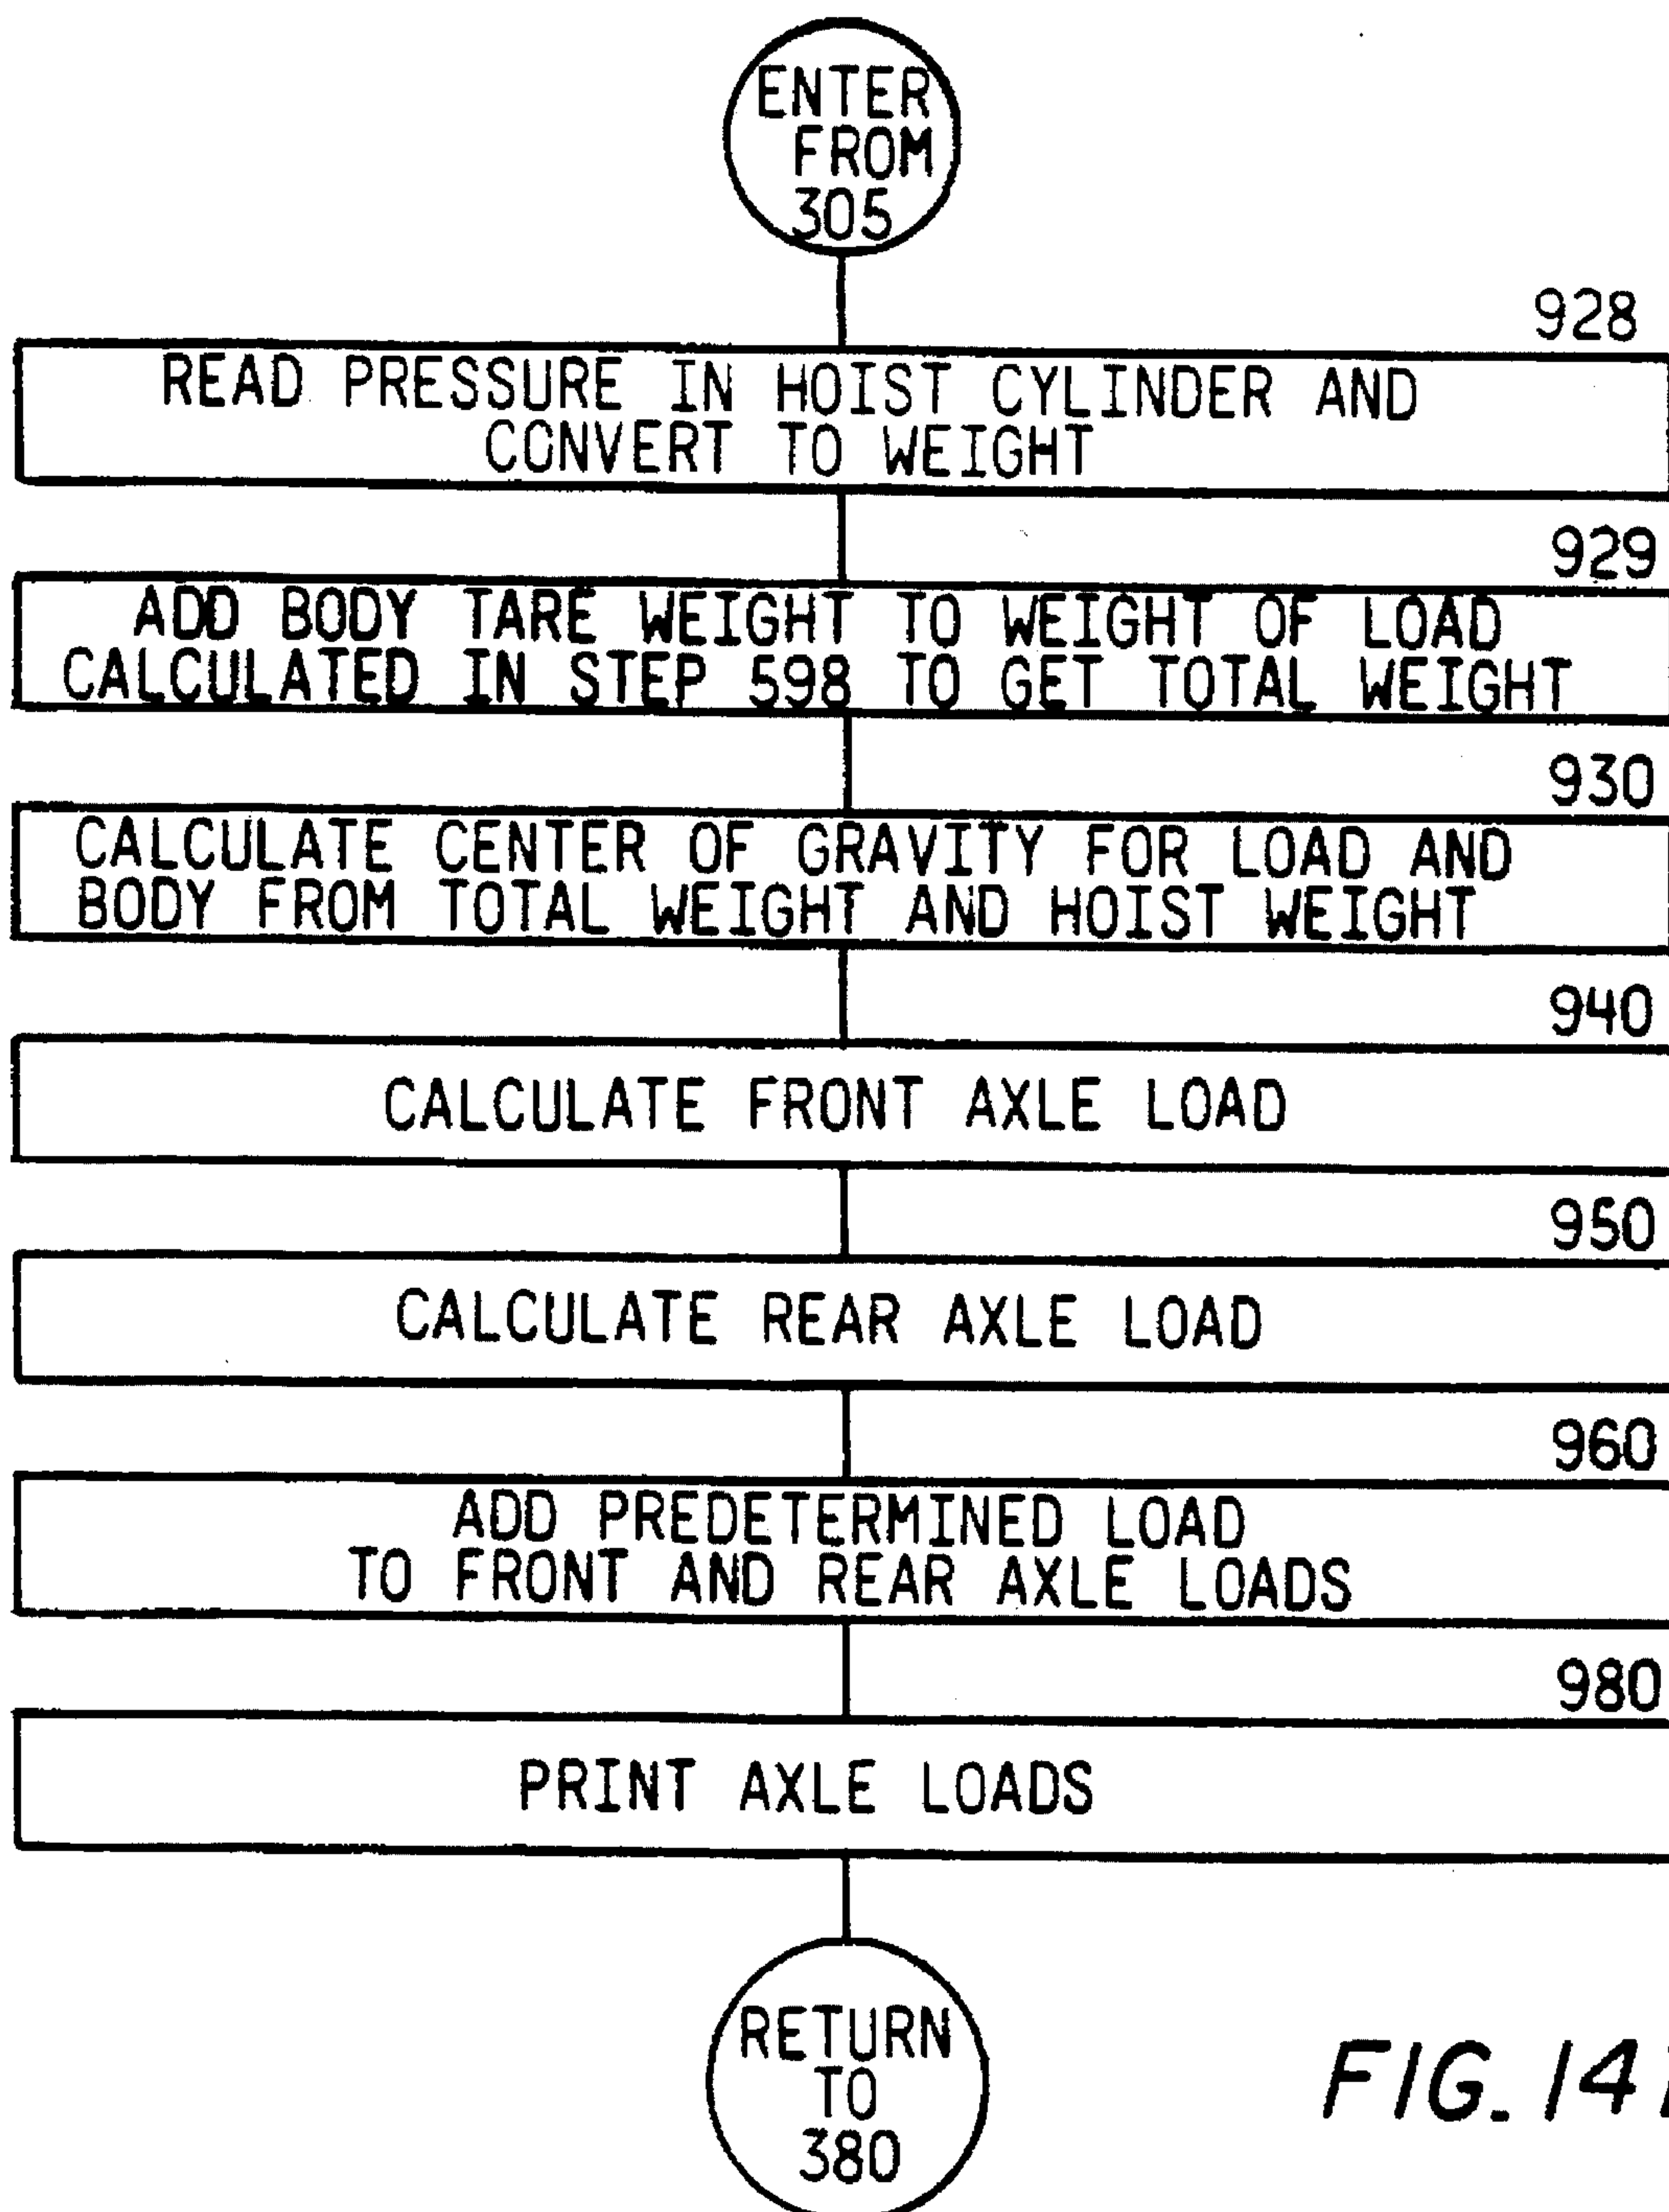 ENTER
FROM
305
928
READ PRESSURE IN HOIST CYLINDER AND
CONVERT TO WEIGHT
929
ADD BODY TARE WEIGHT TO WEIGHT OF LOAD
CALCULATED IN STEP 598 TO GET TOTAL WEIGHT
930
CALCULATE CENTER OF GRAVITY FOR LOAD AND
BODY FROM TOTAL WEIGHT AND HOIST WEIGHT
940
CALCULATE FRONT AXLE LOAD
950
CALCULATE REAR AXLE LOAD
960
ADD PREDETERMINED LOAD
TO FRONT AND REAR AXLE LOADS
980
PRINT AXLE LOADS
RETURN
TO
380
FIG.